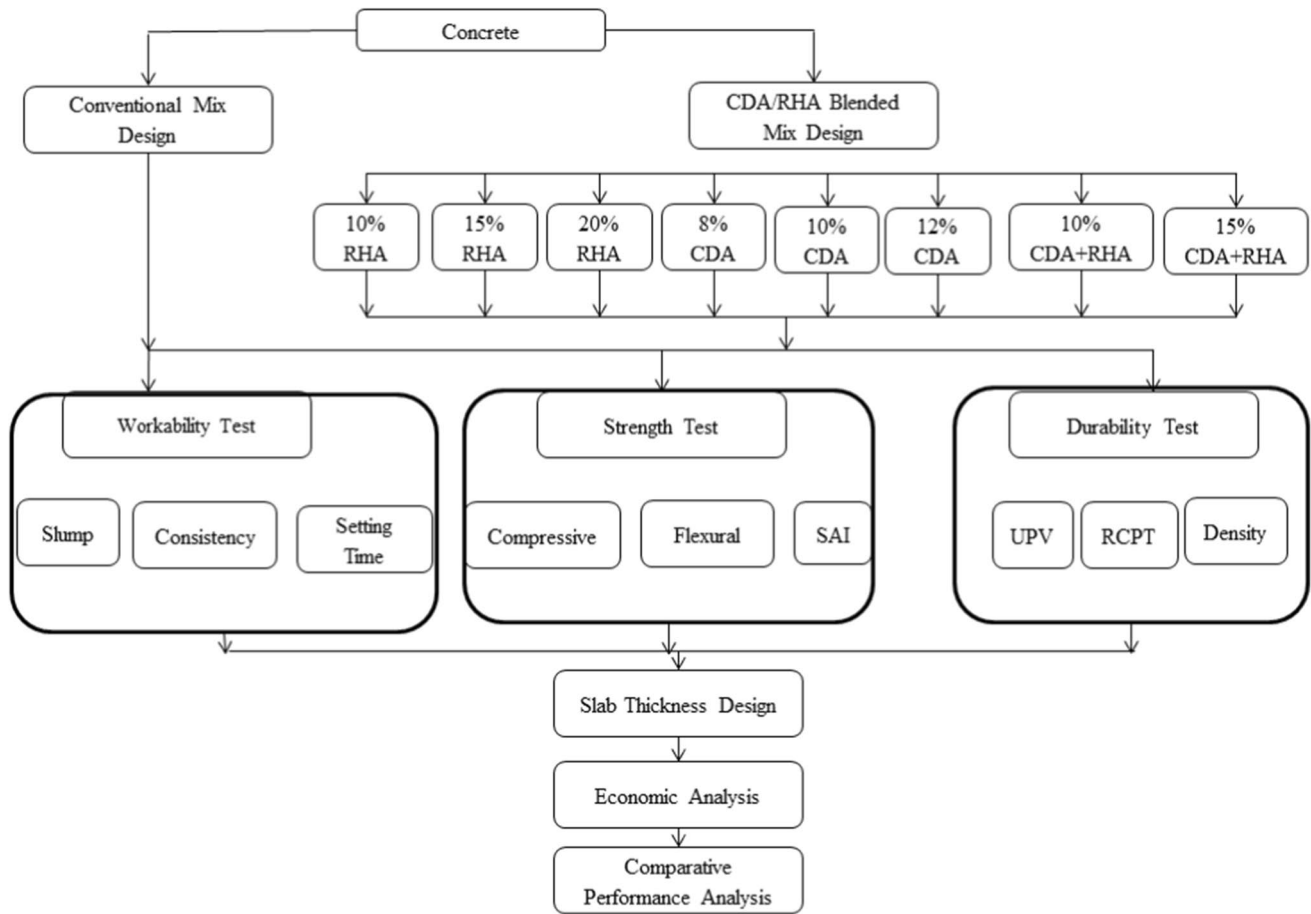 Concrete
Conventional Mix
Design
CDA/RHA Blended
Mix Design
10%
RHA
15%
RHA
20%
RHA
8%
CDA
10%
CDA
12%
CDA
10%
CDA+RHA
15%
CDA+RHA
Workability Test
Slump
Consistency
Setting
Time
Strength Test
Compressive
Flexural
SAI
Durability Test
UPV
RCPT
Density
Slab Thickness Design
Economic Analysis
Comparative
Performance Analysis